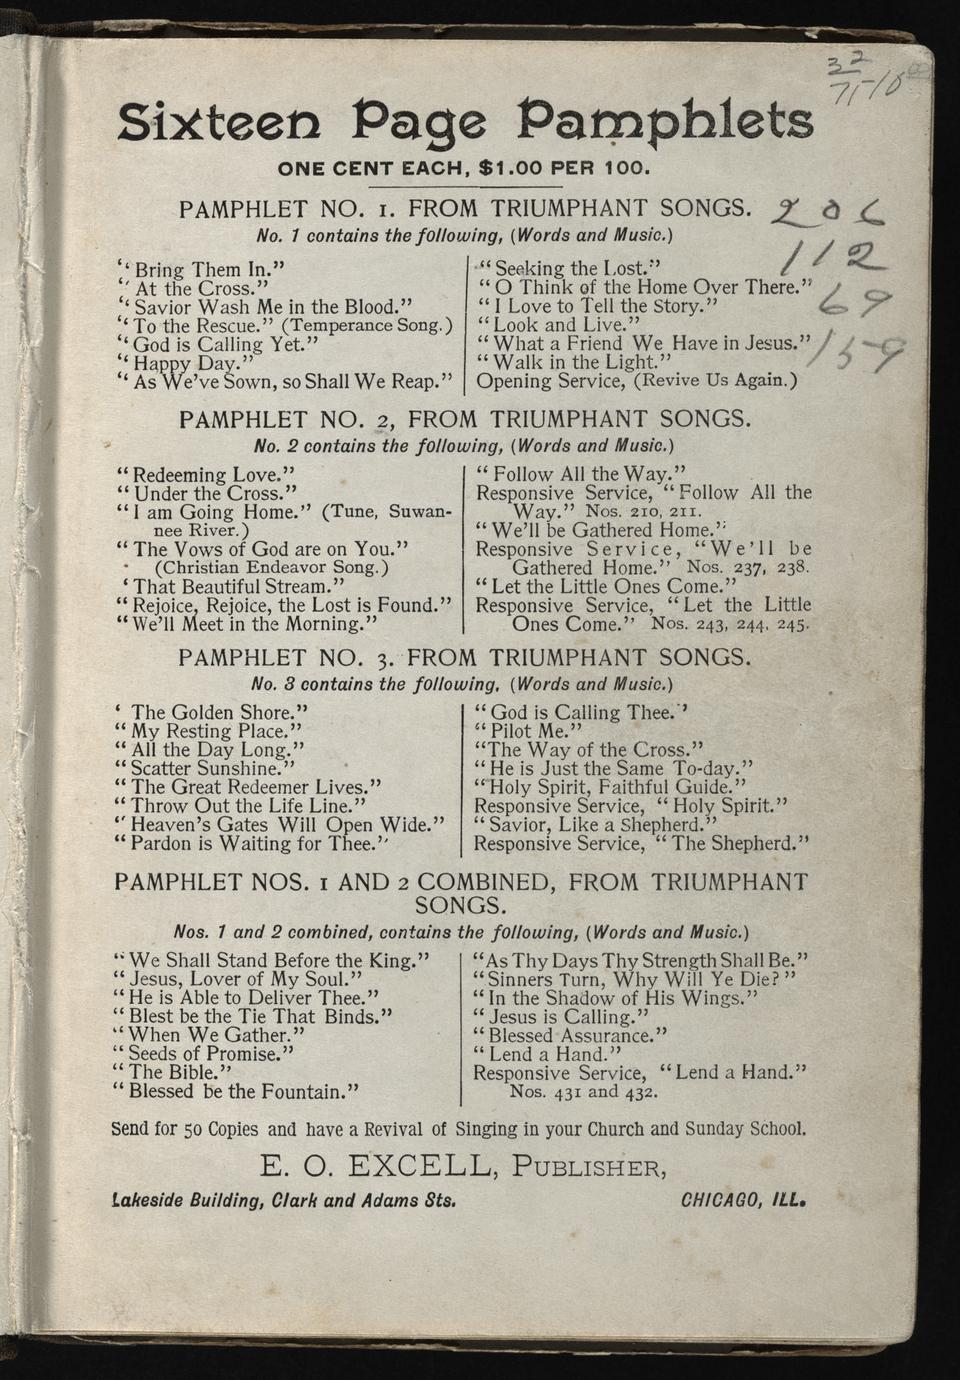 32
71-10
Sixteen Page Pamphlets
ONE CENT EACH, $1.00 PER 100.
PAMPHLET NO. 1. FROM TRIUMPHANT SONGS.
206
112
69
159
No. 1 contains the following, (Words and Music.)
“ Bring Them In.”
“ At the Cross.”
“ Savior Wash Me in the Blood.”
“ To the Rescue.” (Temperance Song.)
“ God is Calling Yet.”
“ Happy Day.”
“ As We’ve Sown, so Shall We Reap.”
“ Seeking the Lost.”
“ O Think of the Home Over There.”
“ I Love to Tell the Story.”
“ Look and Live.”
“ What a Friend We Have in Jesus.”
“ Walk in the Light.”
Opening Service, (Revive Us Again.)
PAMPHLET NO. 2, FROM TRIUMPHANT SONGS.
No. 2 contains the following, (Words and Music.)
“ Redeeming Love.”
“ Under the Cross.”
“ I am Going Home.” (Tune, Suwan-
nee River.)
“ The Vows of God are on You.”
(Christian Endeavor Song.)
‘ That Beautiful Stream.”
“ Rejoice, Rejoice, the Lost is Found.”
“ We’ll Meet in the Morning.”
“ Follow All the Way.”
Responsive Service, “ Follow All the
Way.” Nos. 210, 211.
“ We’ll be Gathered Home.”
Responsive Service, “We’ll be
Gathered Home.” Nos. 237, 238.
“ Let the Little Ones Come.”
Responsive Service, “ Let the Little
Ones Come.” Nos. 243, 244, 245.
PAMPHLET NO. 3. FROM TRIUMPHANT SONGS.
No. 3 contains the following, (Words and Music.)
‘ The Golden Shore.”
“ My Resting Place.”
“ All the Day Long.”
“ Scatter Sunshine.”
“ The Great Redeemer Lives.”
“ Throw Out the Life Line.”
“ Heaven’s Gates Will Open Wide.”
“ Pardon is Waiting for Thee.”
“ God is Calling Thee.”
“ Pilot Me.”
“The Way of the Cross.”
“ He is Just the Same To-day.”
“Holy Spirit, Faithful Guide.”
Responsive Service, “ Holy Spirit.”
“ Savior, Like a Shepherd.”
Responsive Service, “ The Shepherd.”
PAMPHLET NOS. 1 AND 2 COMBINED, FROM TRIUMPHANT
SONGS.
Nos. 1 and 2 combined, contains the following, (Words and Music.)
“ We Shall Stand Before the King.”
“ Jesus, Lover of My Soul.”
“ He is Able to Deliver Thee.”
“ Blest be the Tie That Binds.”
“ When We Gather.”
“ Seeds of Promise.”
“ The Bible.”
“ Blessed be the Fountain.”
“As Thy Days Thy Strength Shall Be.”
“Sinners Turn, Why Will Ye Die? ”
“ In the Shadow of His Wings.”
“ Jesus is Calling.”
“ Blessed Assurance.”
“ Lend a Hand.”
Responsive Service, “ Lend a Hand.”
Nos. 431 and 432.
Send for 50 Copies and have a Revival of Singing in your Church and Sunday School.
E. O. EXCELL, PUBLISHER,
Lakeside Building, Clark and Adams Sts. CHICAGO, ILL.